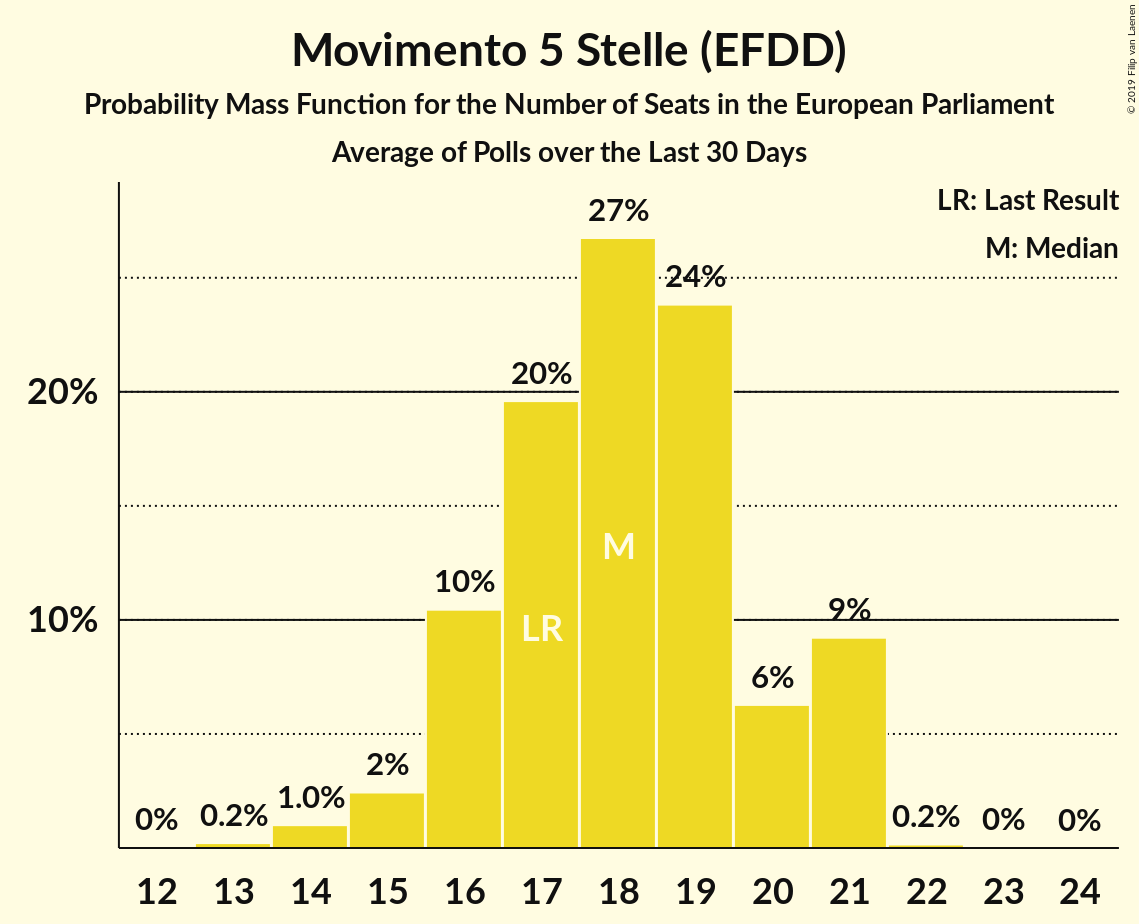 Movimento 5 Stelle (EFDD)
Probability Mass Function for the Number of Seats in the European Parliament
Average of Polls over the Last 30 Days
© 2019 Filip van Laenen
LR: Last Result
M: Median
27%
24%
20%
20%
M
10%
LR
9%
10%
6%
2%
1.0%
0%
0.2%
0.2%
0%
0%
12 13 14 15 16 17 18 19 20 21 22 23 24